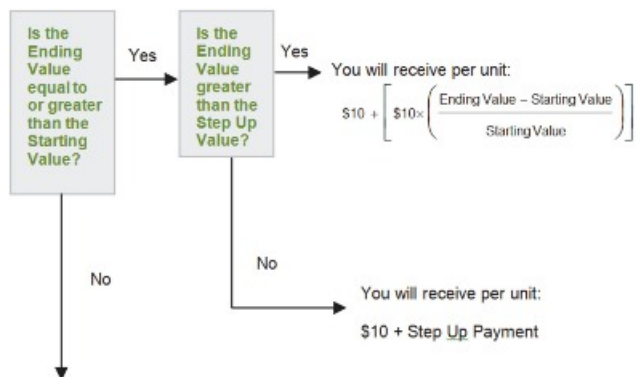 Is the
Ending
Value
equal to
or greater
than the
Starting
Value?
Yes
Is the
Ending
Value
greater
than the
Step Up
Value?
Yes
You will receive per unit:
$10 + [ $10× ( Ending Value – Starting Value
Starting Value ) ]
No
No
You will receive per unit:
$10 + Step Up Payment